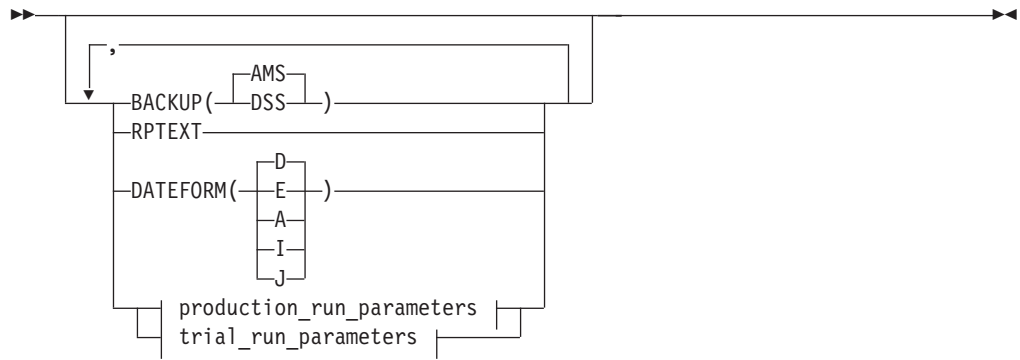 ,
AMS
BACKUP( DSS )
RPTEXT
D
DATEFORM( E )
A
I
J
production_run_parameters
trial_run_parameters